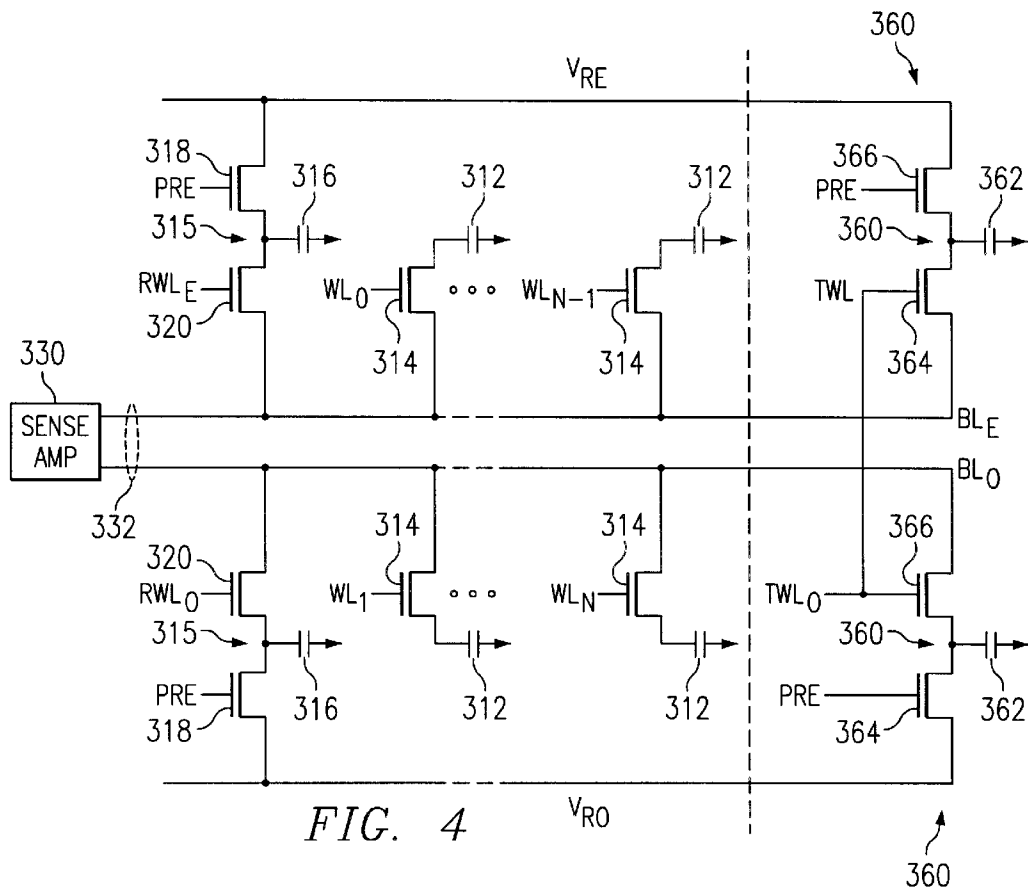 360
V_RE
318
PRE
316
312
312
366
PRE
362
315
360
RWL_E
WL_0
WL_N-1
TWL
320
314
314
364
330
SENSE AMP
BL_E
BL_O
332
320
314
314
366
RWL_O
WL_1
WL_N
TWL_O
315
360
PRE
316
312
312
PRE
362
318
364
V_RO
FIG. 4
360